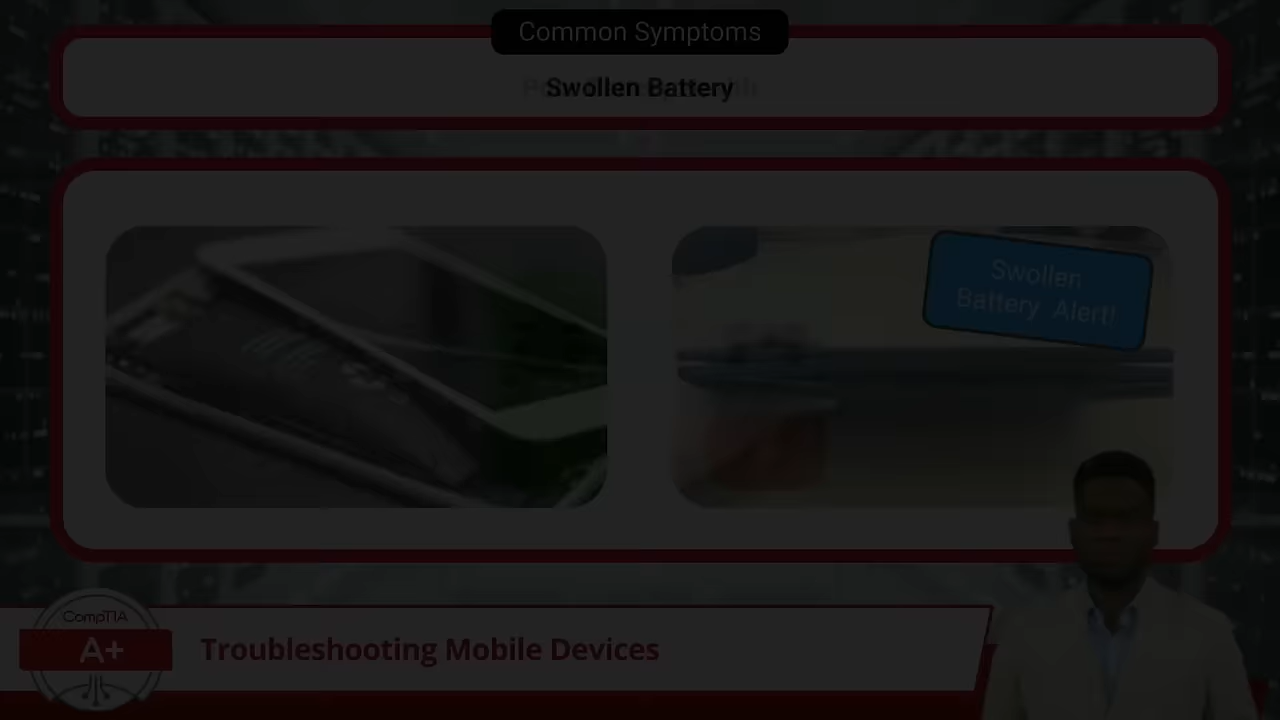 Common Symptoms
Swollen Battery
Swollen
Battery Alert!
CompTIA
A+
Troubleshooting Mobile Devices